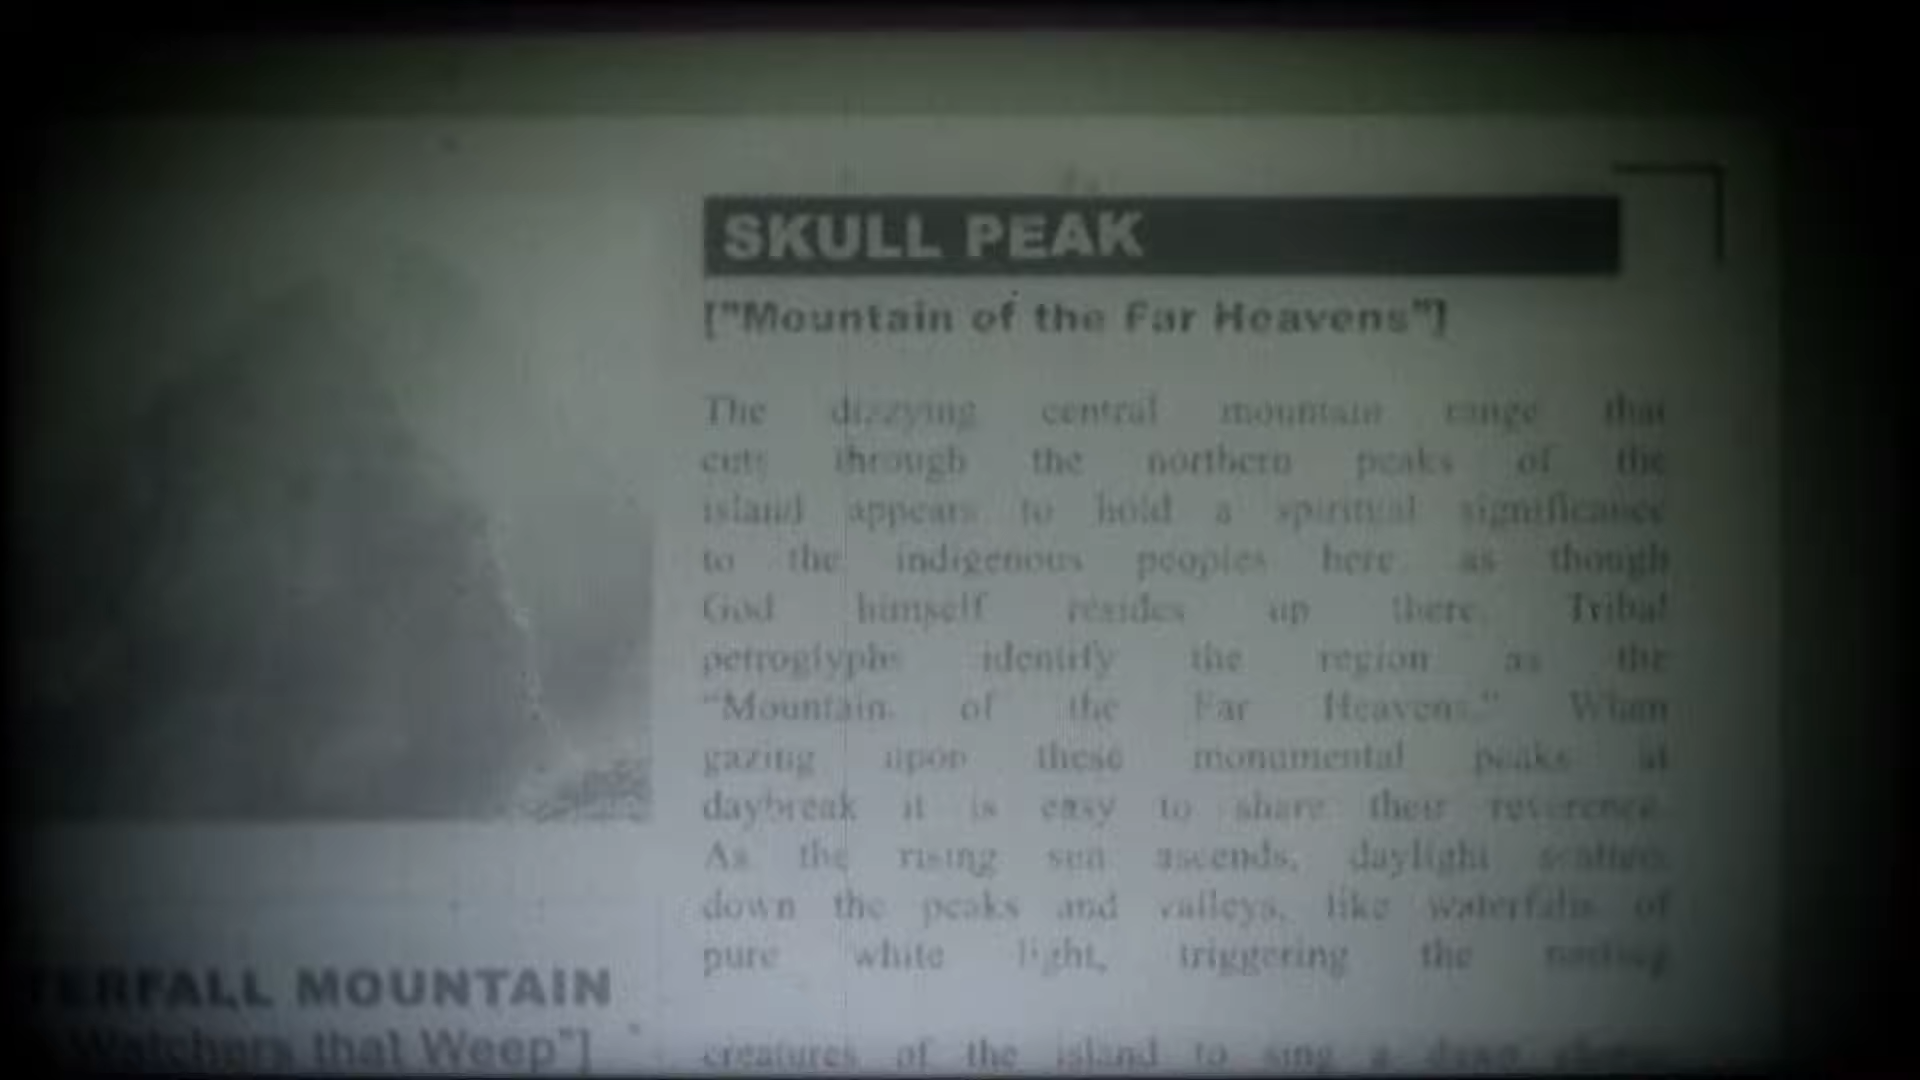 SKULL PEAK
["Mountain of the Far Heavens"]
The dizzying central mountain range that
cuts through the northern peaks of the
island appears to hold a spiritual significance
to the indigenous peoples here as though
God himself resides up there. Tribal
petroglyphs identify the region as the
"Mountain of the Far Heavens." Whan
gazing upon these monumental peaks at
daybreak it is easy to share their reverence.
As the rising sun ascends, daylight
down the peaks and valleys, like waterfalls of
pure white light, triggering the
creatures of the island to sing a dawn
TERFALL MOUNTAIN
Watchers that Weep"]